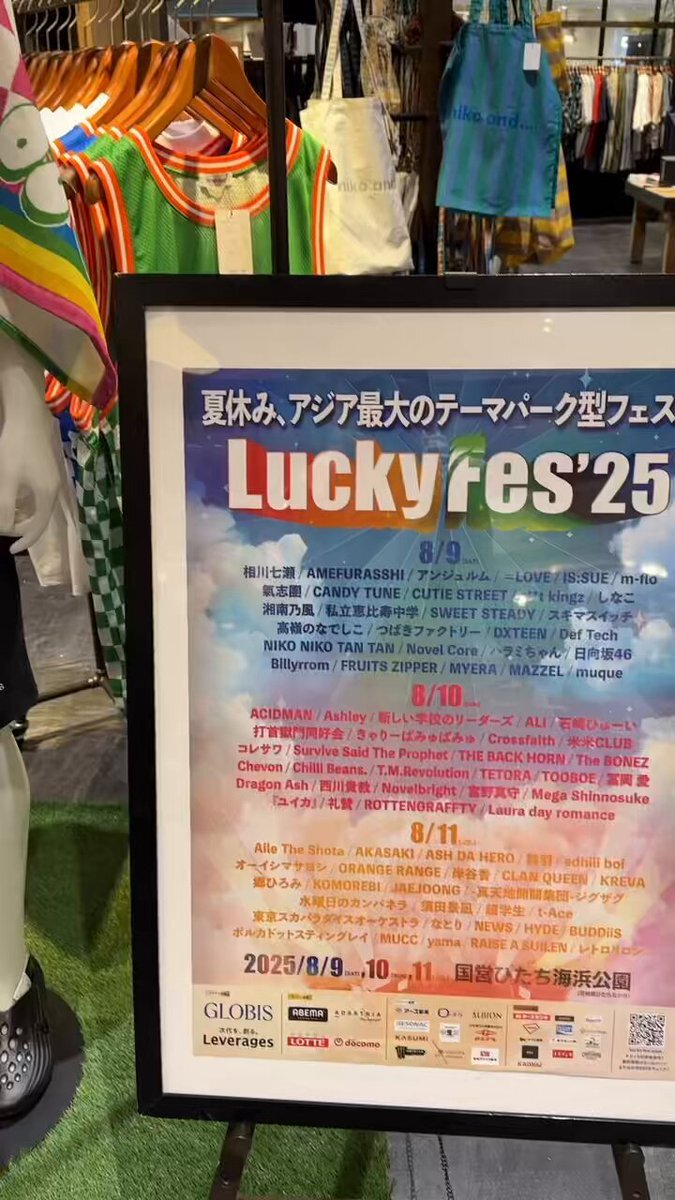 niko and...
niko and...
夏休み、アジア最大のテーマパーク型フェス
LuckyFes'25
8/9
相川七瀬 / AMEFURASSHI / アンジュルム / =LOVE / IS:SUE / m-flo
氣志團 / CANDY TUNE / CUTIE STREET / kingz / しなこ
湘南乃風 / 私立恵比寿中学 / SWEET STEADY / スキマスイッチ
高嶺のなでしこ / つばきファクトリー / DXTEEN / Def Tech
NIKO NIKO TAN TAN / Novel Core / ハラミちゃん / 日向坂46
Billyrrom / FRUITS ZIPPER / MYERA / MAZZEL / muque
8/10
ACIDMAN / Ashley / 新しい学校のリーダーズ / ALI / 石崎ひゅーい
打首獄門同好会 / きゃりーぱみゅぱみゅ / Crossfaith / 米米CLUB
コレサワ / Survive Said The Prophet / THE BACK HORN / The BONEZ
Chevon / Chilli Beans. / T.M.Revolution / TETORA / TOOBOE / 冨岡 愛
Dragon Ash / 西川貴教 / Novelbright / 宮野真守 / Mega Shinnosuke
『ユイカ』 / 礼賛 / ROTTENGRAFFTY / Laura day romance
8/11
Aile The Shota / AKASAKI / ASH DA HERO / edhiii boi
オーイシマサヨシ / ORANGE RANGE / 岸谷香 / CLAN QUEEN / KREVA
郷ひろみ / KOMOREBI / JAEJOONG / -真天地開闢集団-ジグザグ
水曜日のカンパネラ / 須田景凪 / 超学生 / t-Ace
東京スカパラダイスオーケストラ / なとり / NEWS / HYDE / BUDDiiS
ポルカドットスティングレイ / MUCC / yama / RAISE A SUILEN / レトロリロン
2025/8/9(SAT),10,11 国営ひたち海浜公園
GLOBIS
次代を、創る。
Leverages
ABEMA
ADASTRIA
LOTTE
döcomo
RESONAC
KASUMI
ALBION